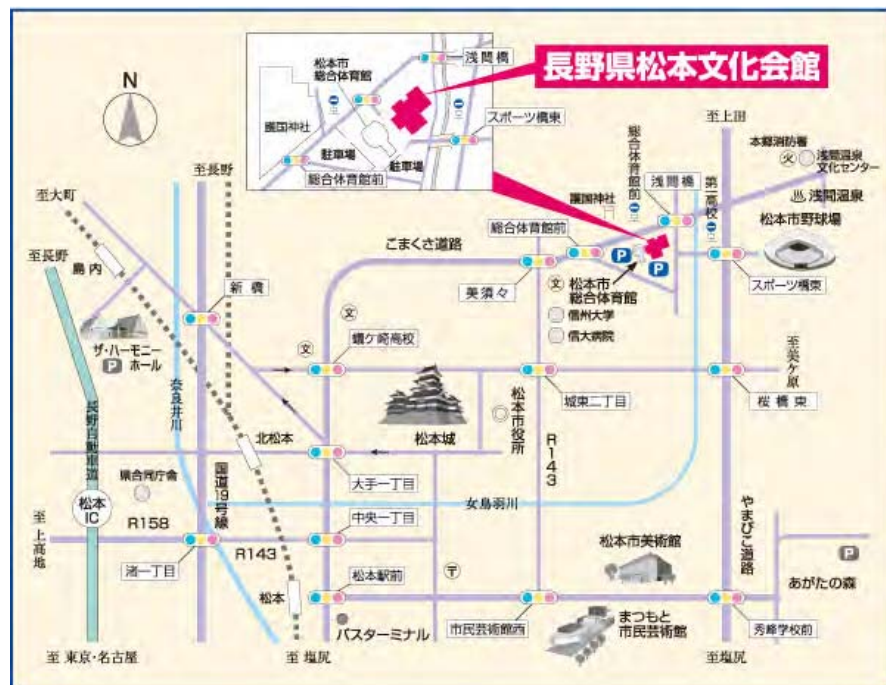 長野県松本文化会館
浅間橋
松本市
総合体育館
スポーツ橋東
護国神社
駐車場
駐車場
総合体育館前
N
至大町
至長野
至長野
島内
新橋
ザ・ハーモニー
ホール
P
奈良井川
長野自動車道
こまくさ道路
美須々
総合体育館前
護国神社
総合体育館前
浅間橋
第一高校
至上田
本郷消防署
火
浅間温泉
文化センター
浅間温泉
松本市野球場
スポーツ橋東
P
P
文
松本市
総合体育館
信州大学
信大病院
文
文
蟻ケ崎高校
松本城
松本市役所
城東二丁目
R143
至美ケ原
桜橋東
北松本
大手一丁目
女鳥羽川
県合同庁舎
国道19号線
松本
IC
至上高地
R158
渚一丁目
R143
中央一丁目
松本
松本駅前
バスターミナル
〒
市民芸術館西
松本市美術館
まつもと
市民芸術館
やまびこ道路
P
あがたの森
秀峰学校前
至 東京・名古屋
至 塩尻
至塩尻